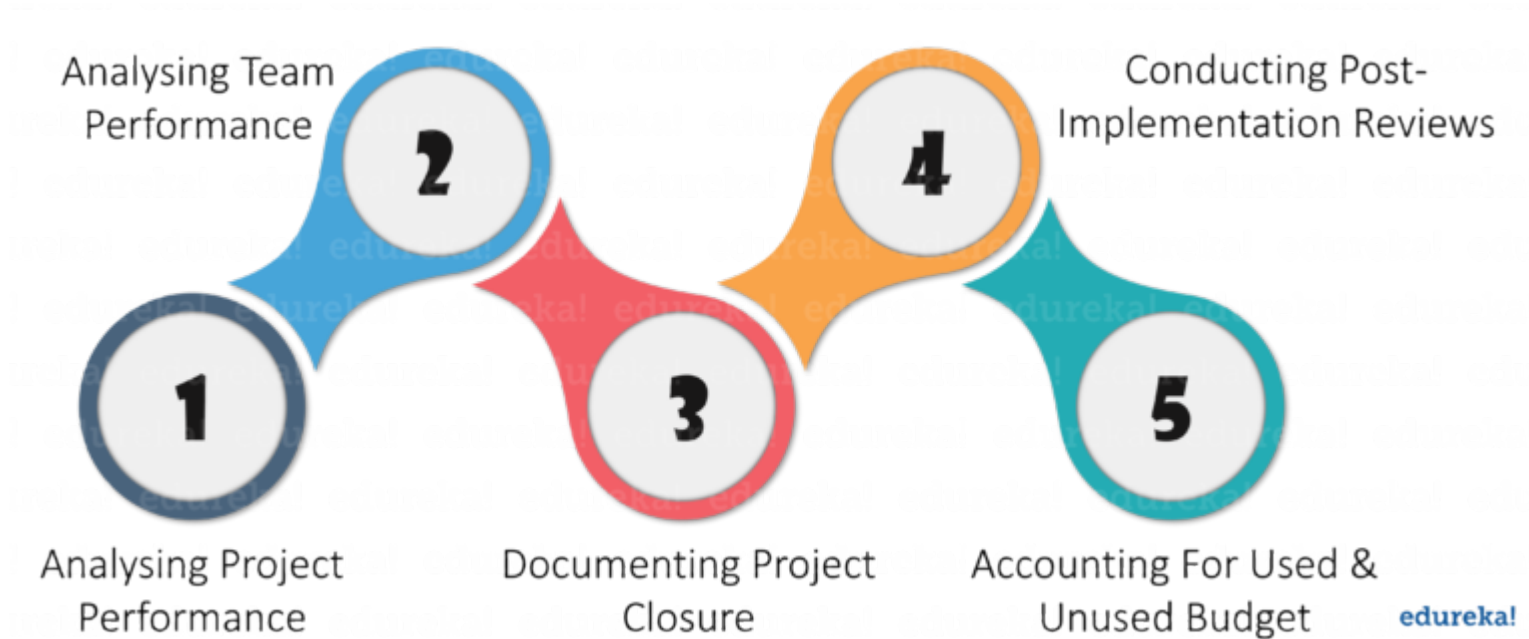 Analysing Team
Performance
2
4
Conducting Post-
Implementation Reviews
1
3
5
Analysing Project
Performance
Documenting Project
Closure
Accounting For Used &
Unused Budget
edureka!